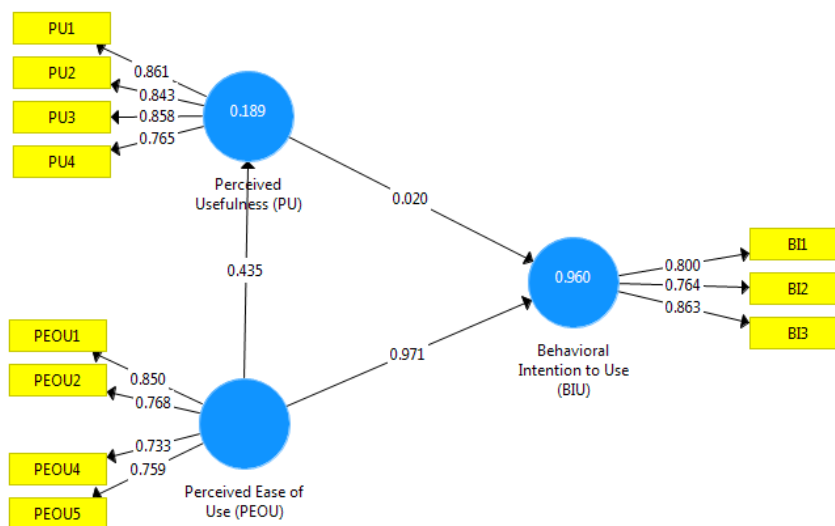 PU1
PU2
PU3
PU4
0.861
0.843
0.858
0.765
0.189
Perceived
Usefulness (PU)
0.020
0.435
0.960
BI1
BI2
BI3
0.800
0.764
0.863
Behavioral
Intention to Use
(BIU)
0.971
PEOU1
PEOU2
PEOU4
PEOU5
0.850
0.768
0.733
0.759
Perceived Ease of
Use (PEOU)